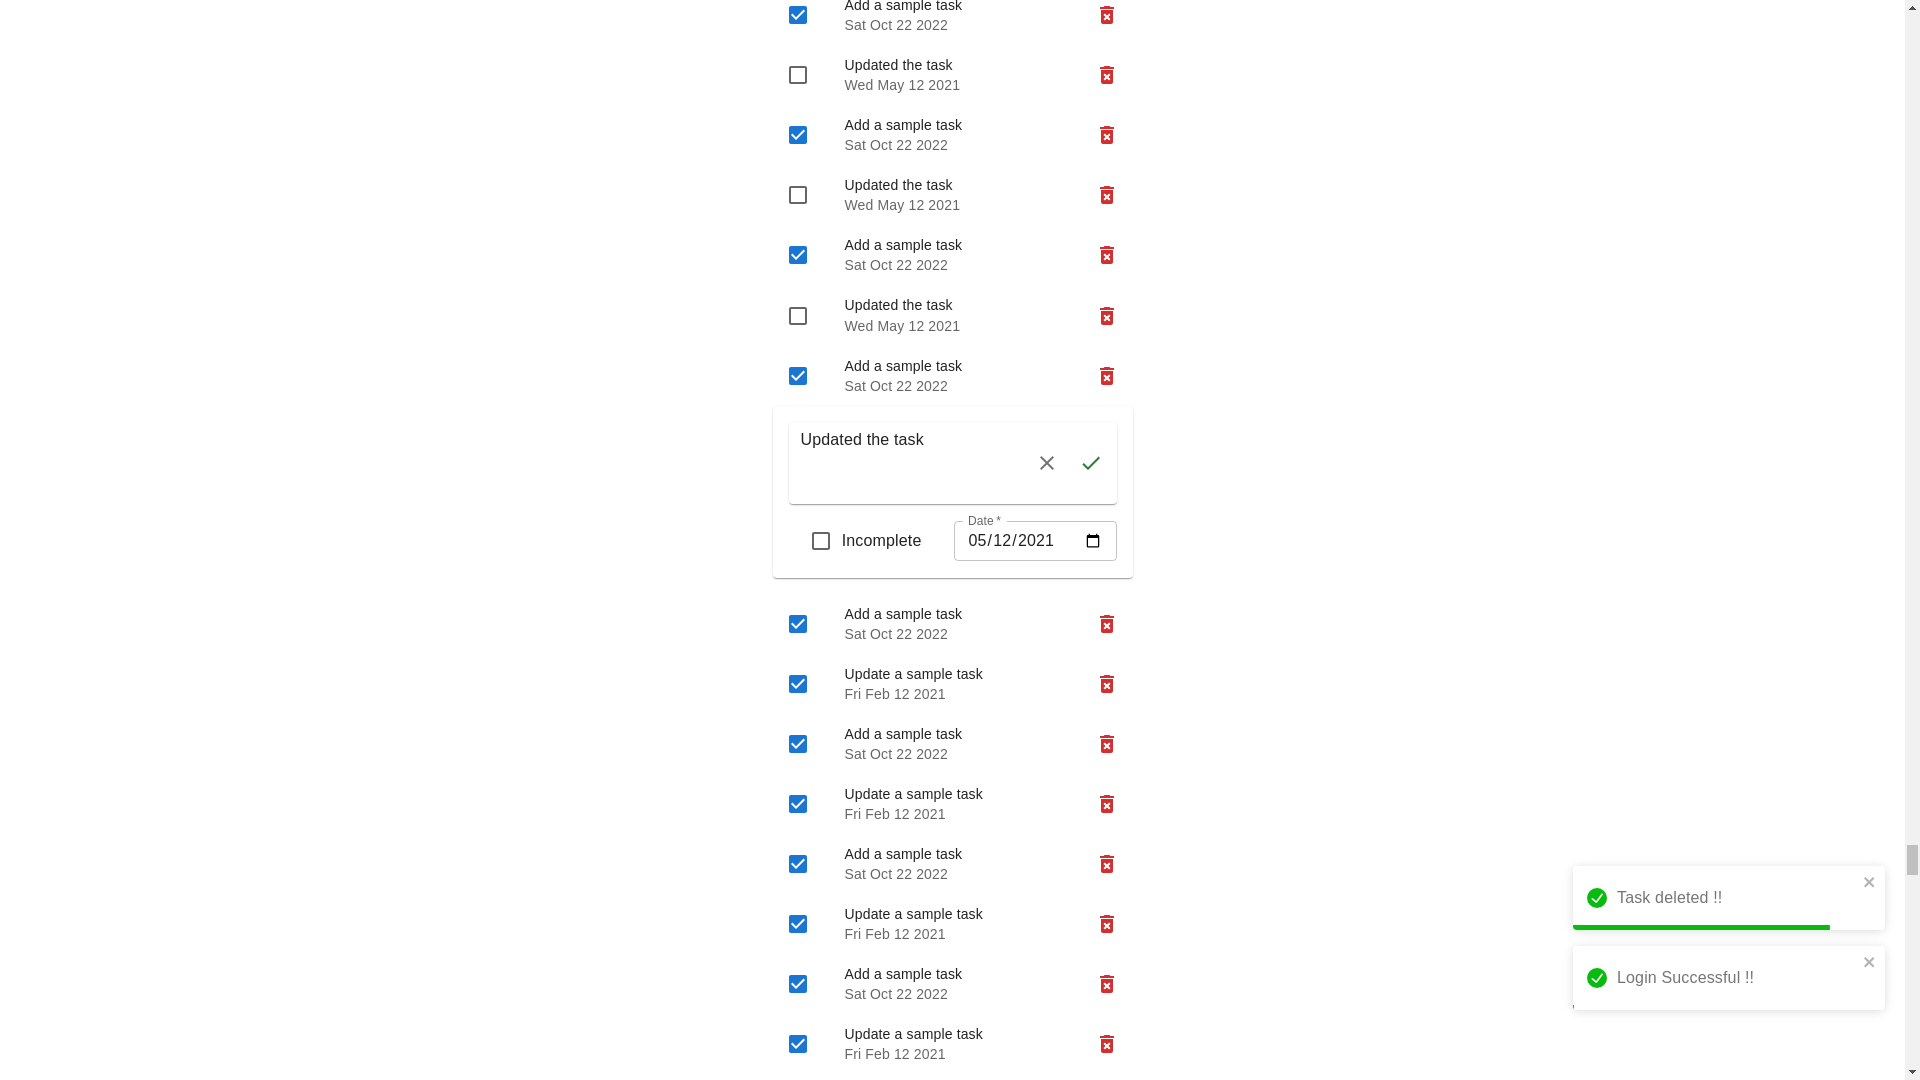 Add a sample task
Sat Oct 22 2022
Updated the task
Wed May 12 2021
Add a sample task
Sat Oct 22 2022
Updated the task
Wed May 12 2021
Add a sample task
Sat Oct 22 2022
Updated the task
Wed May 12 2021
Add a sample task
Sat Oct 22 2022
Updated the task
Date *
Incomplete
05/12/2021
Add a sample task
Sat Oct 22 2022
Update a sample task
Fri Feb 12 2021
Add a sample task
Sat Oct 22 2022
Update a sample task
Fri Feb 12 2021
Add a sample task
Sat Oct 22 2022
Update a sample task
Fri Feb 12 2021
Add a sample task
Sat Oct 22 2022
Update a sample task
Fri Feb 12 2021
Task deleted !!
Login Successful !!